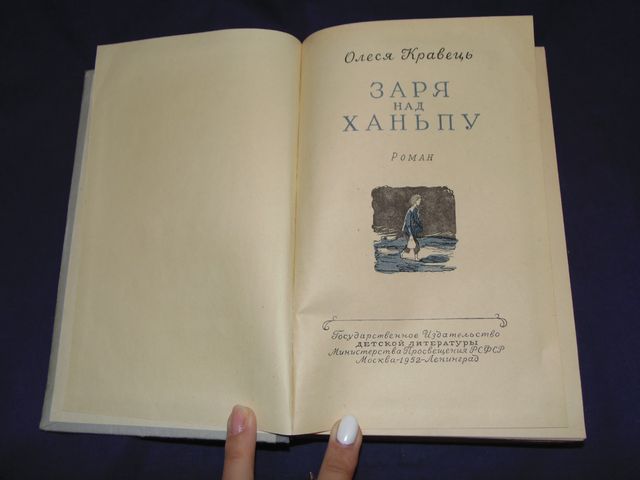 Олеся Кравець
ЗАРЯ
НАД
ХАНЬПУ
РОМАН
Государственное Издательство
ДЕТСКОЙ ЛИТЕРАТУРЫ
Министерства Просвещения РСФСР
Москва-1952-Ленинград